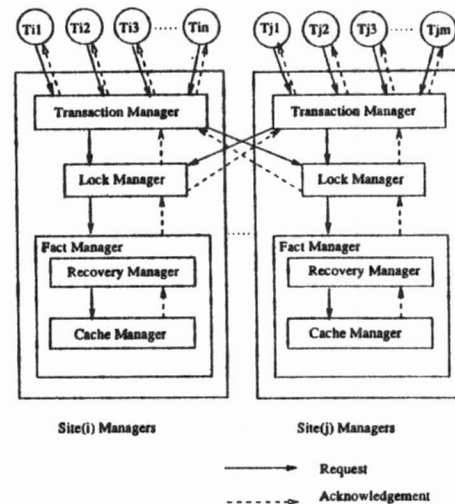 Ti1 Ti2 Ti3 ····· Tin Tj1 Tj2 Tj3 ····· Tjm
Transaction Manager Transaction Manager
Lock Manager Lock Manager
Fact Manager Fact Manager
Recovery Manager Recovery Manager
Cache Manager Cache Manager
Site(i) Managers Site(j) Managers
Request
Acknowledgement